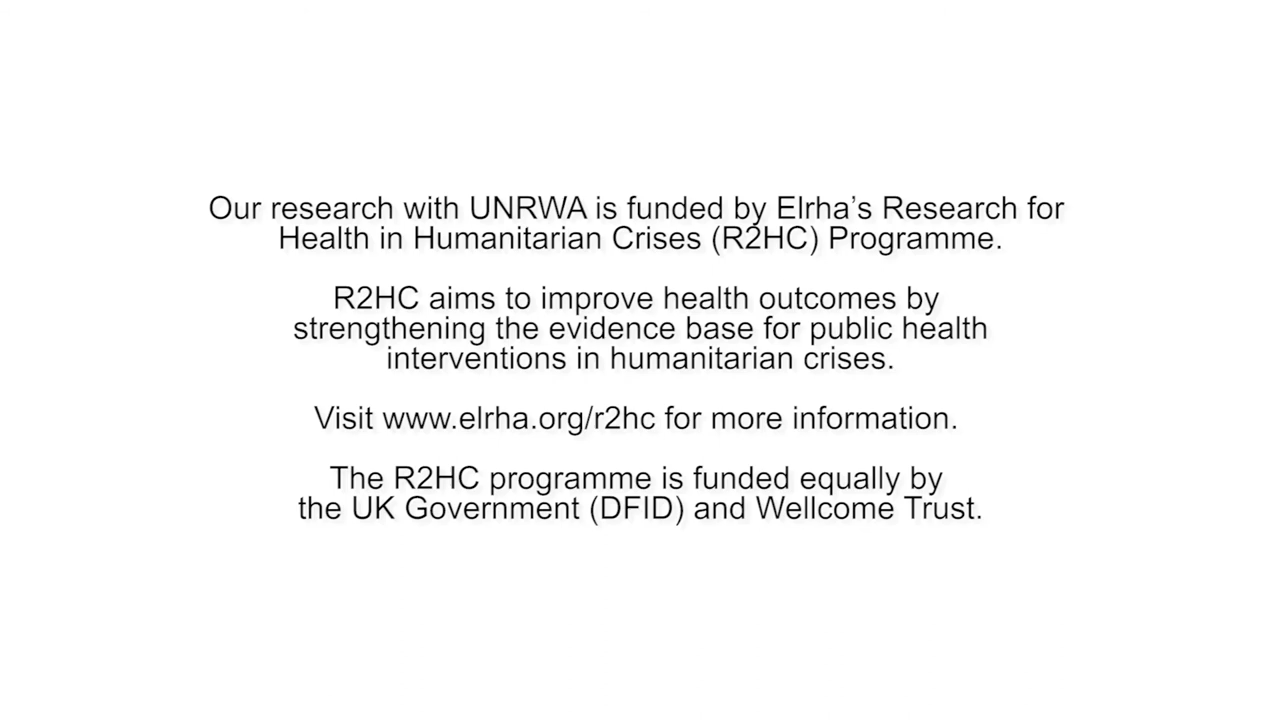 Our research with UNRWA is funded by Elrha’s Research for
Health in Humanitarian Crises (R2HC) Programme.
R2HC aims to improve health outcomes by
strengthening the evidence base for public health
interventions in humanitarian crises.
Visit www.elrha.org/r2hc for more information.
The R2HC programme is funded equally by
the UK Government (DFID) and Wellcome Trust.